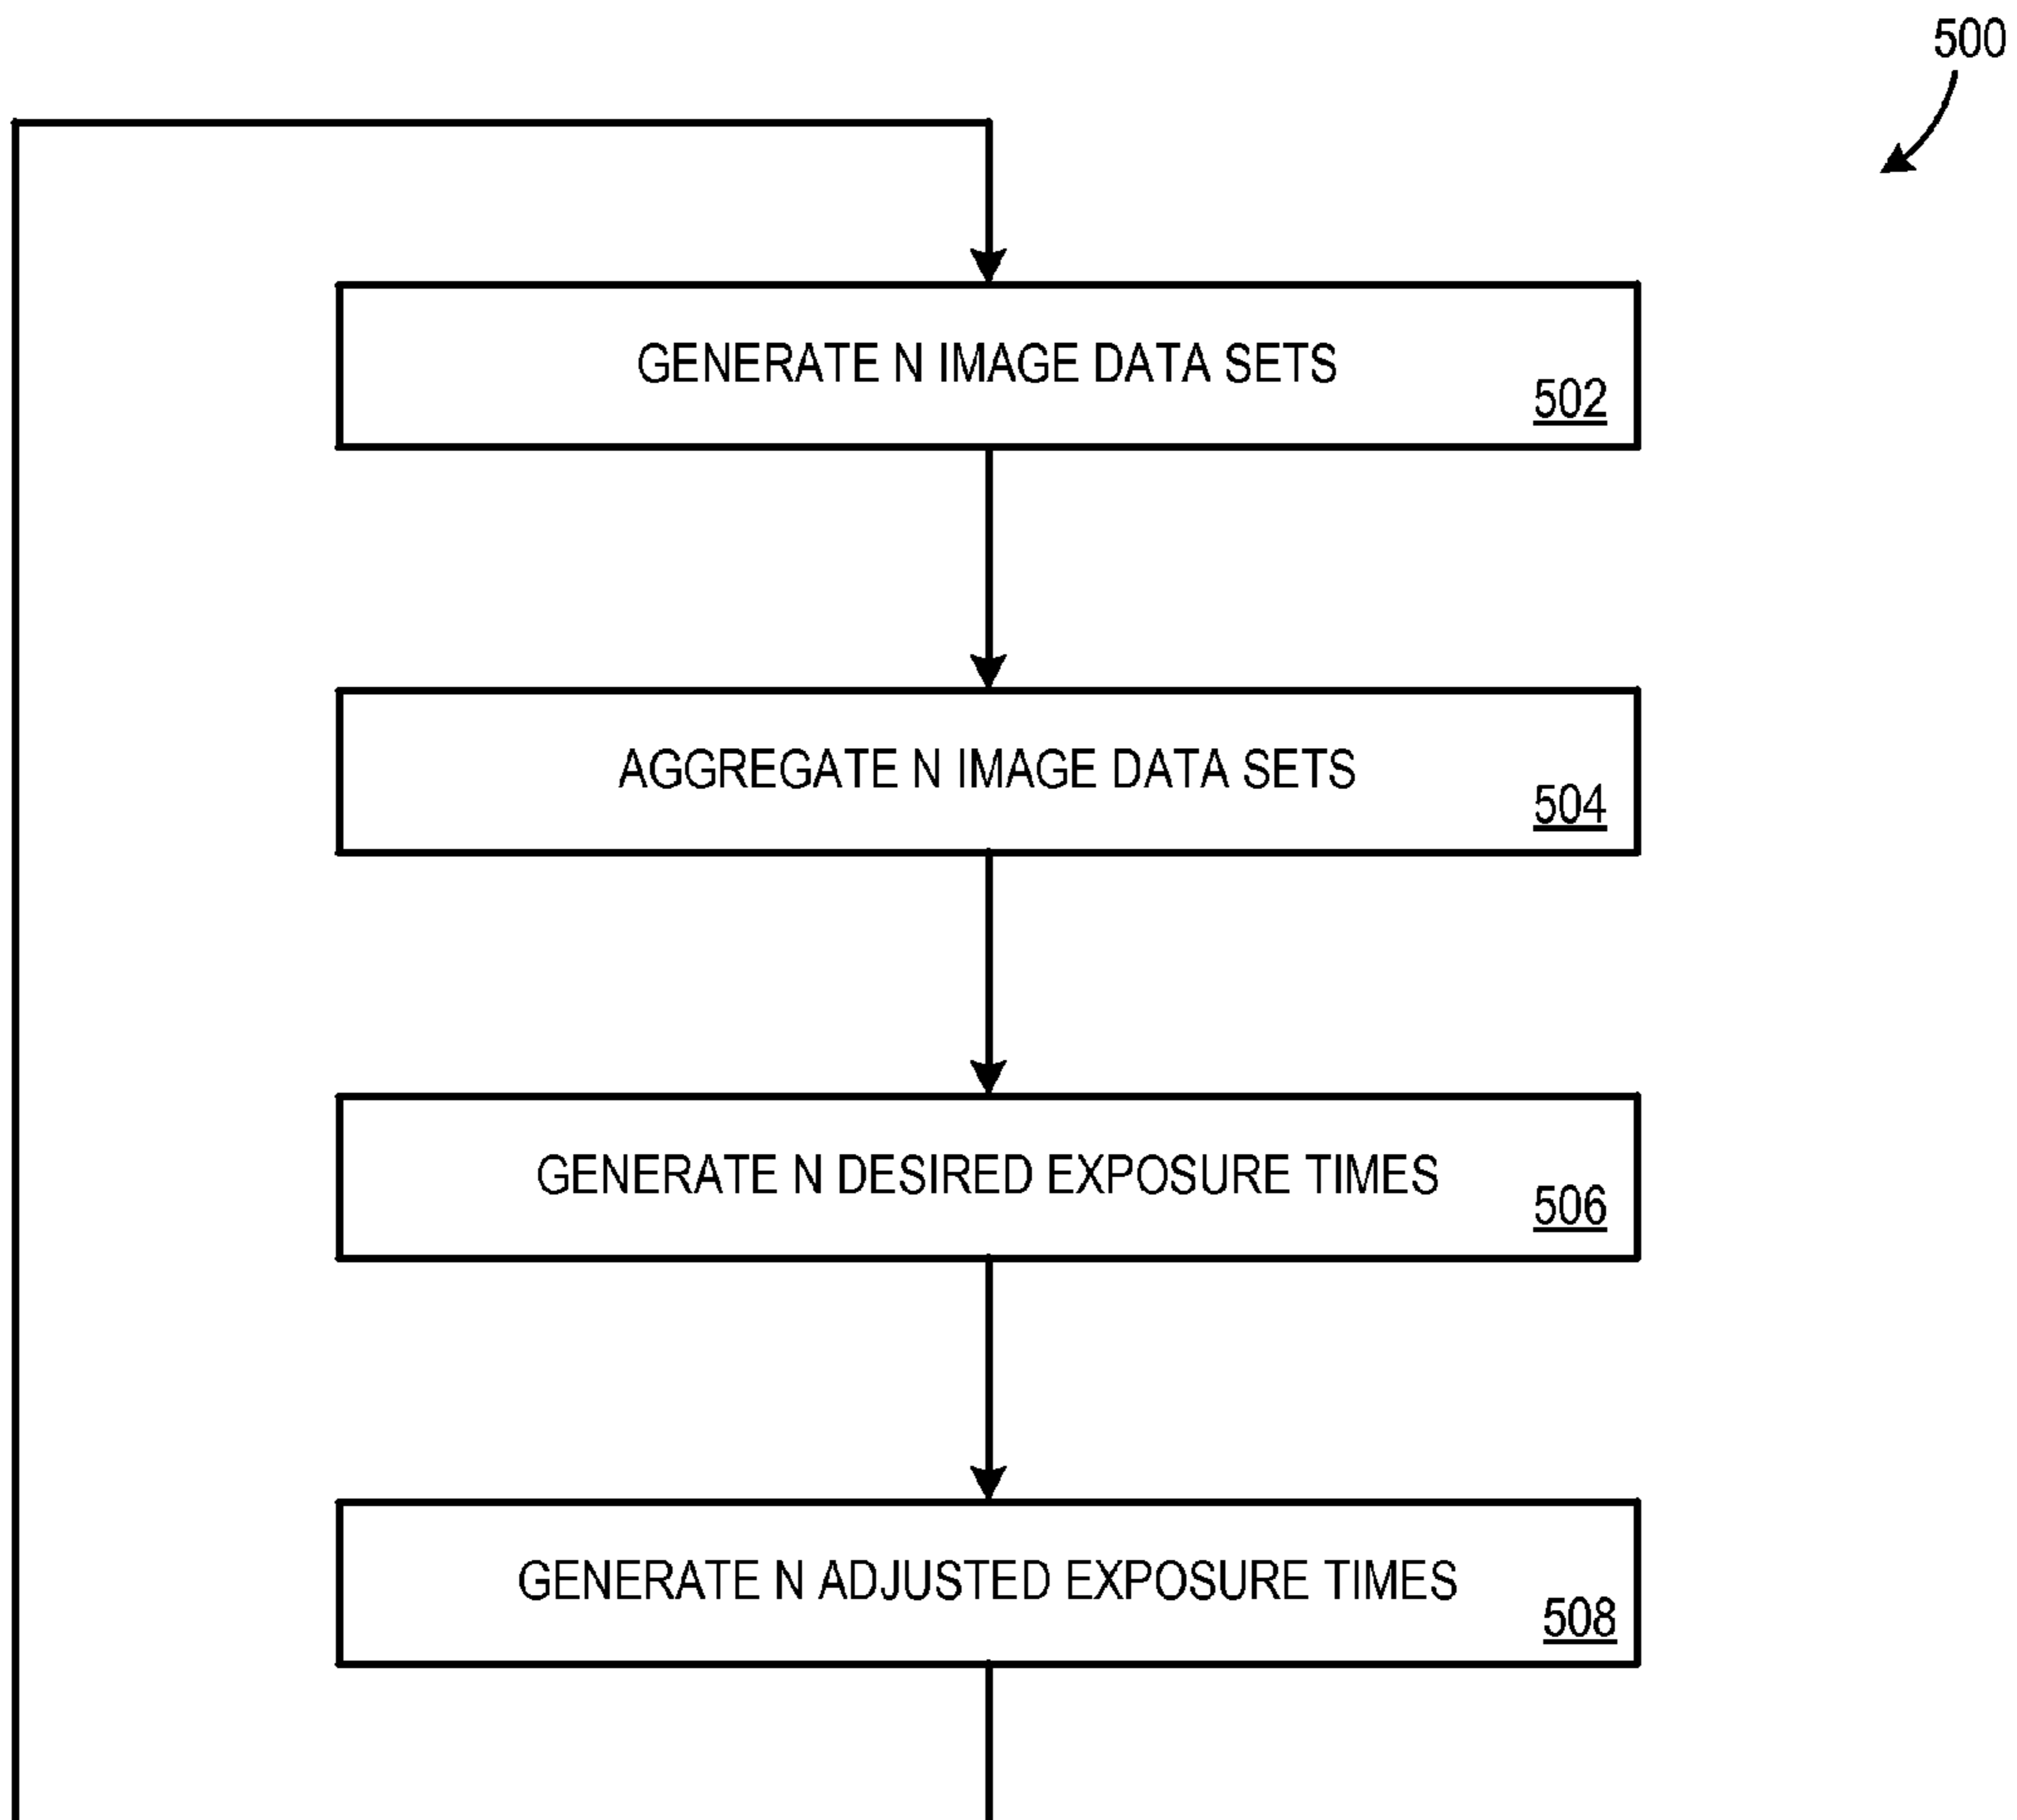 500
GENERATE N IMAGE DATA SETS
502
AGGREGATE N IMAGE DATA SETS
504
GENERATE N DESIRED EXPOSURE TIMES
506
GENERATE N ADJUSTED EXPOSURE TIMES
508